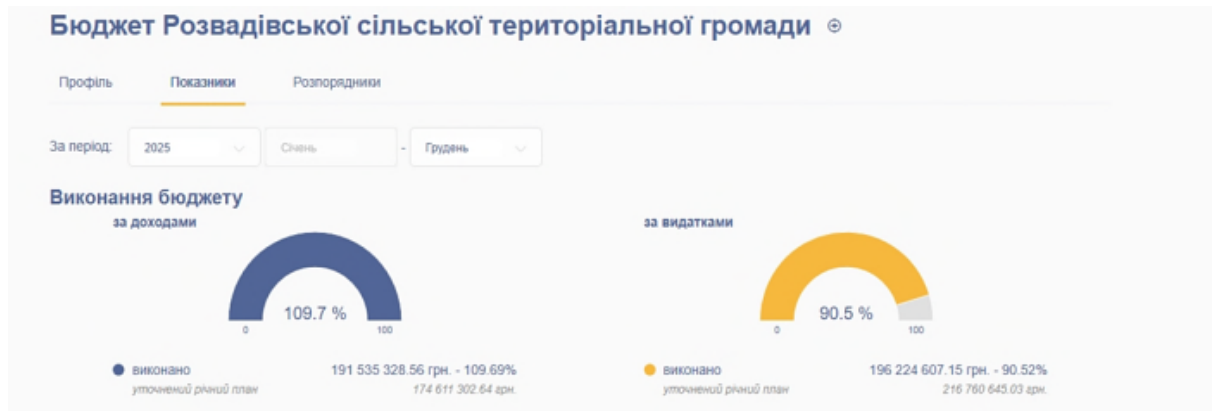 Бюджет Розвадівської сільської територіальної громади
Профіль Показники Розпорядники
За період: 2025 Січень - Грудень
Виконання бюджету
за доходами за видатками
109.7 % 90.5 %
0 100 0 100
виконано 191 535 328.56 грн. - 109.69% виконано 196 224 607.15 грн. - 90.52%
уточнений річний план 174 611 302.64 грн. уточнений річний план 216 760 645.03 грн.